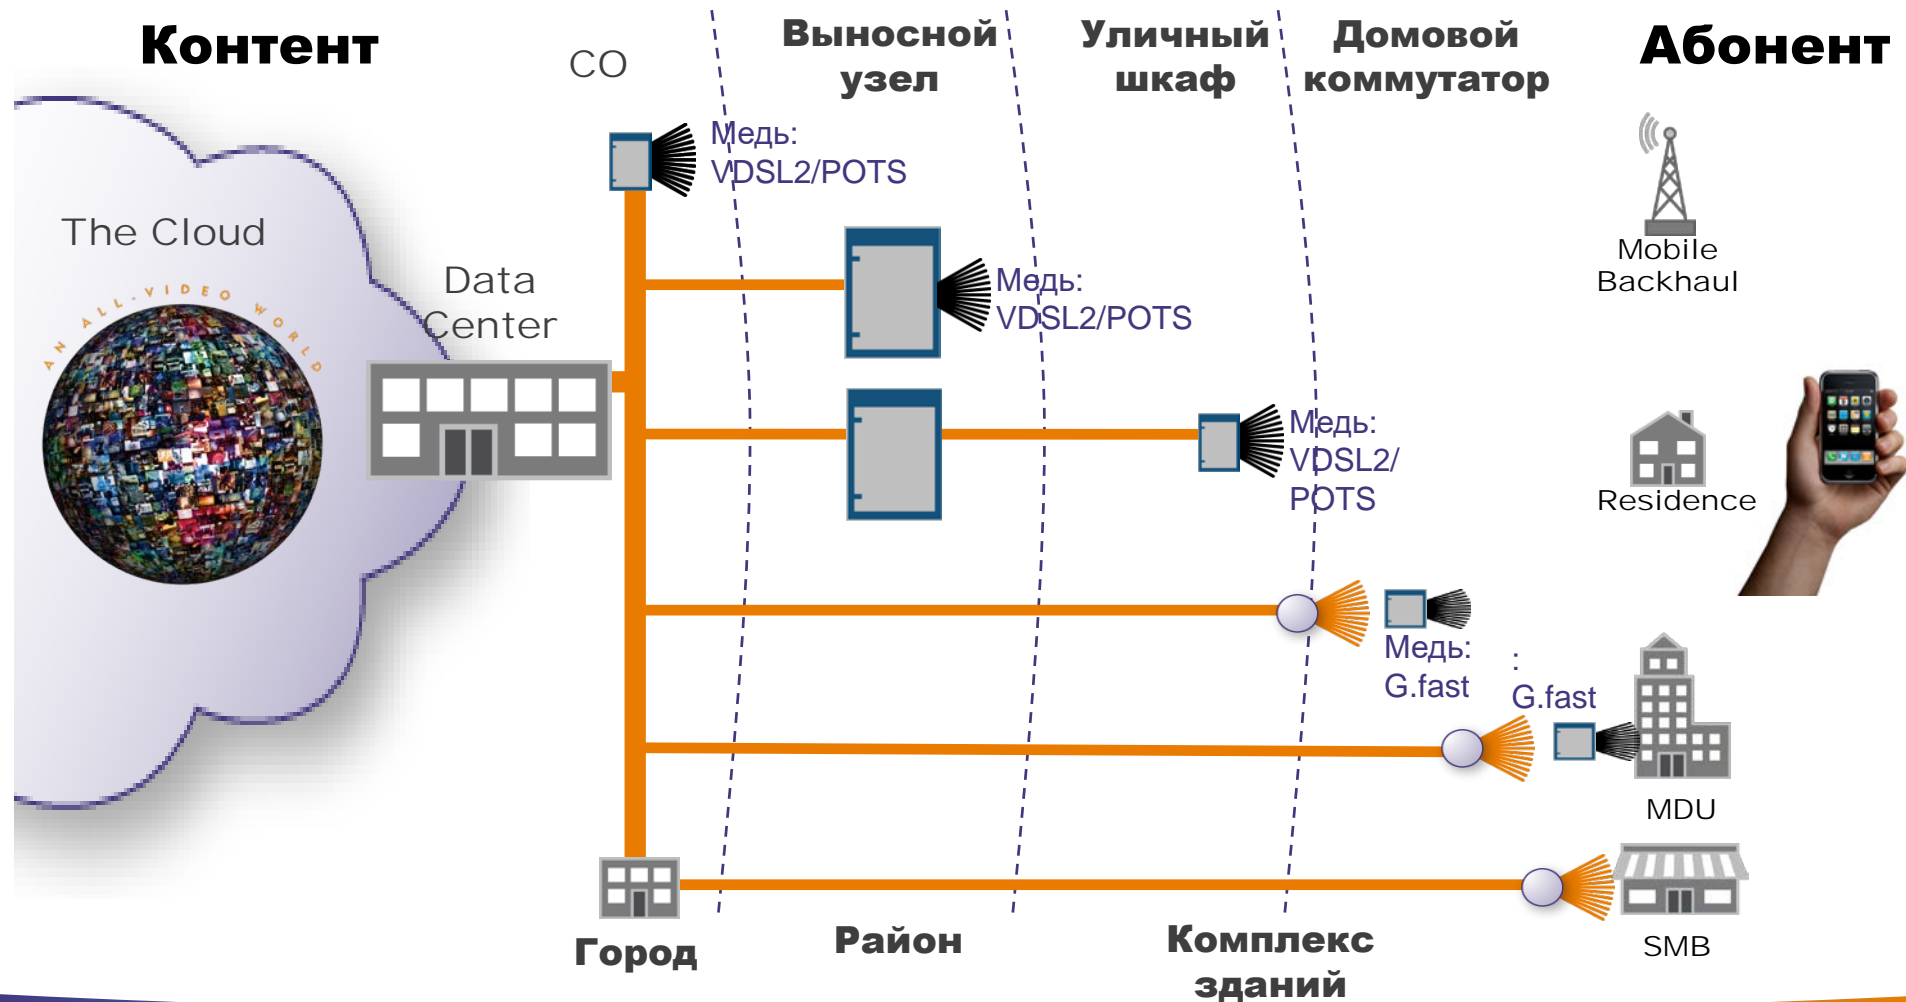 Контент
CO
Выносной
узел
Уличный
шкаф
Домовой
коммутатор
Абонент
Медь:
VDSL2/POTS
The Cloud
AN ALL-VIDEO WORLD
Data
Center
Медь:
VDSL2/POTS
Mobile
Backhaul
Медь:
VDSL2/
POTS
Residence
Медь:
G.fast
:
G.fast
MDU
Город
Район
Комплекс
зданий
SMB